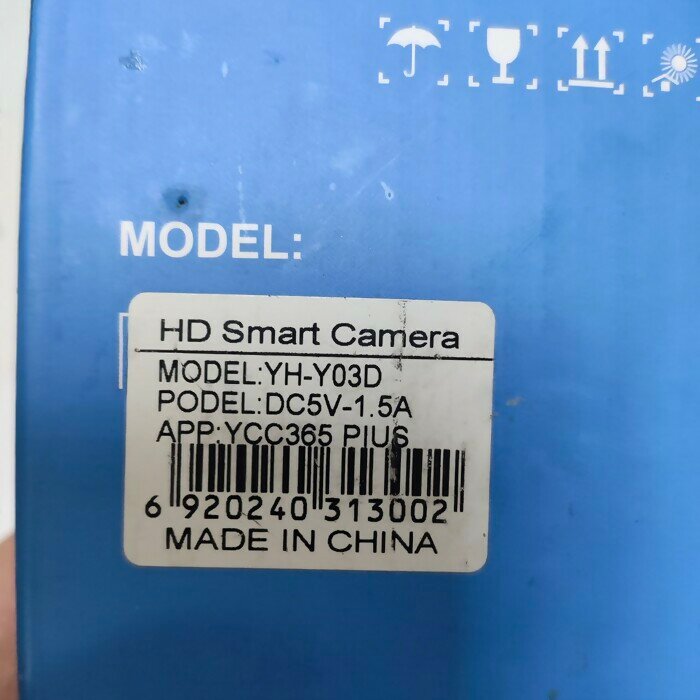 MODEL:
HD Smart Camera
MODEL:YH-Y03D
PODEL:DC5V-1.5A
APP:YCC365 PIUS
6 920240 313002
MADE IN CHINA